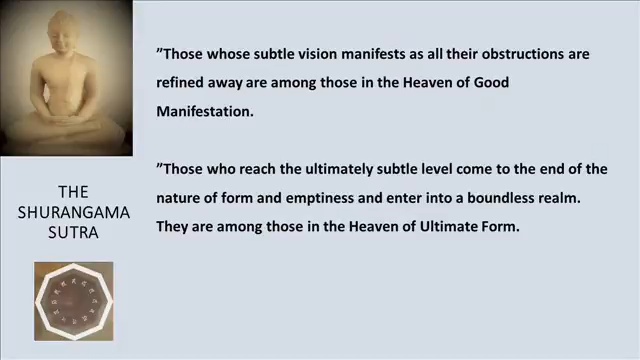 ”Those whose subtle vision manifests as all their obstructions are
refined away are among those in the Heaven of Good
Manifestation.
”Those who reach the ultimately subtle level come to the end of the
nature of form and emptiness and enter into a boundless realm.
They are among those in the Heaven of Ultimate Form.
THE
SHURANGAMA
SUTRA